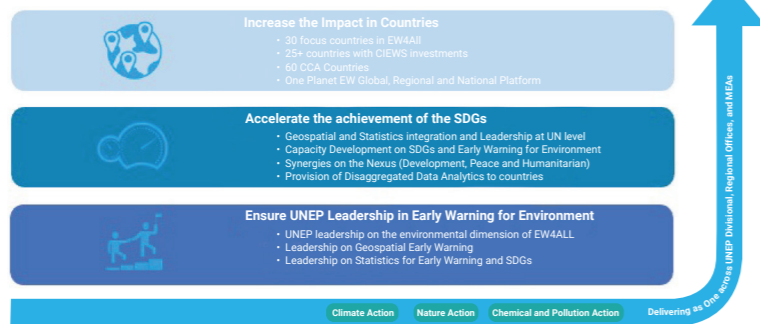 Increase the Impact in Countries
• 30 focus countries in EW4All
• 25+ countries with CIEWS investments
• 60 CCA Countries
• One Planet EW Global, Regional and National Platform
Accelerate the achievement of the SDGs
• Geospatial and Statistics integration and Leadership at UN level
• Capacity Development on SDGs and Early Warning for Environment
• Synergies on the Nexus (Development, Peace and Humanitarian)
• Provision of Disaggregated Data Analytics to countries
Ensure UNEP Leadership in Early Warning for Environment
• UNEP leadership on the environmental dimension of EW4ALL
• Leadership on Geospatial Early Warning
• Leadership on Statistics for Early Warning and SDGs
Climate Action
Nature Action
Chemical and Pollution Action
Delivering as One across UNEP Divisional, Regional Offices, and MEAs